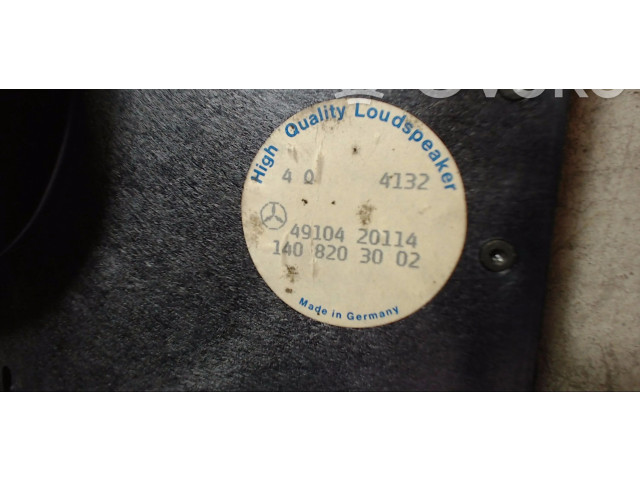 High Quality Loudspeaker
4 Q 4132
49104 20114
140 820 30 02
Made in Germany